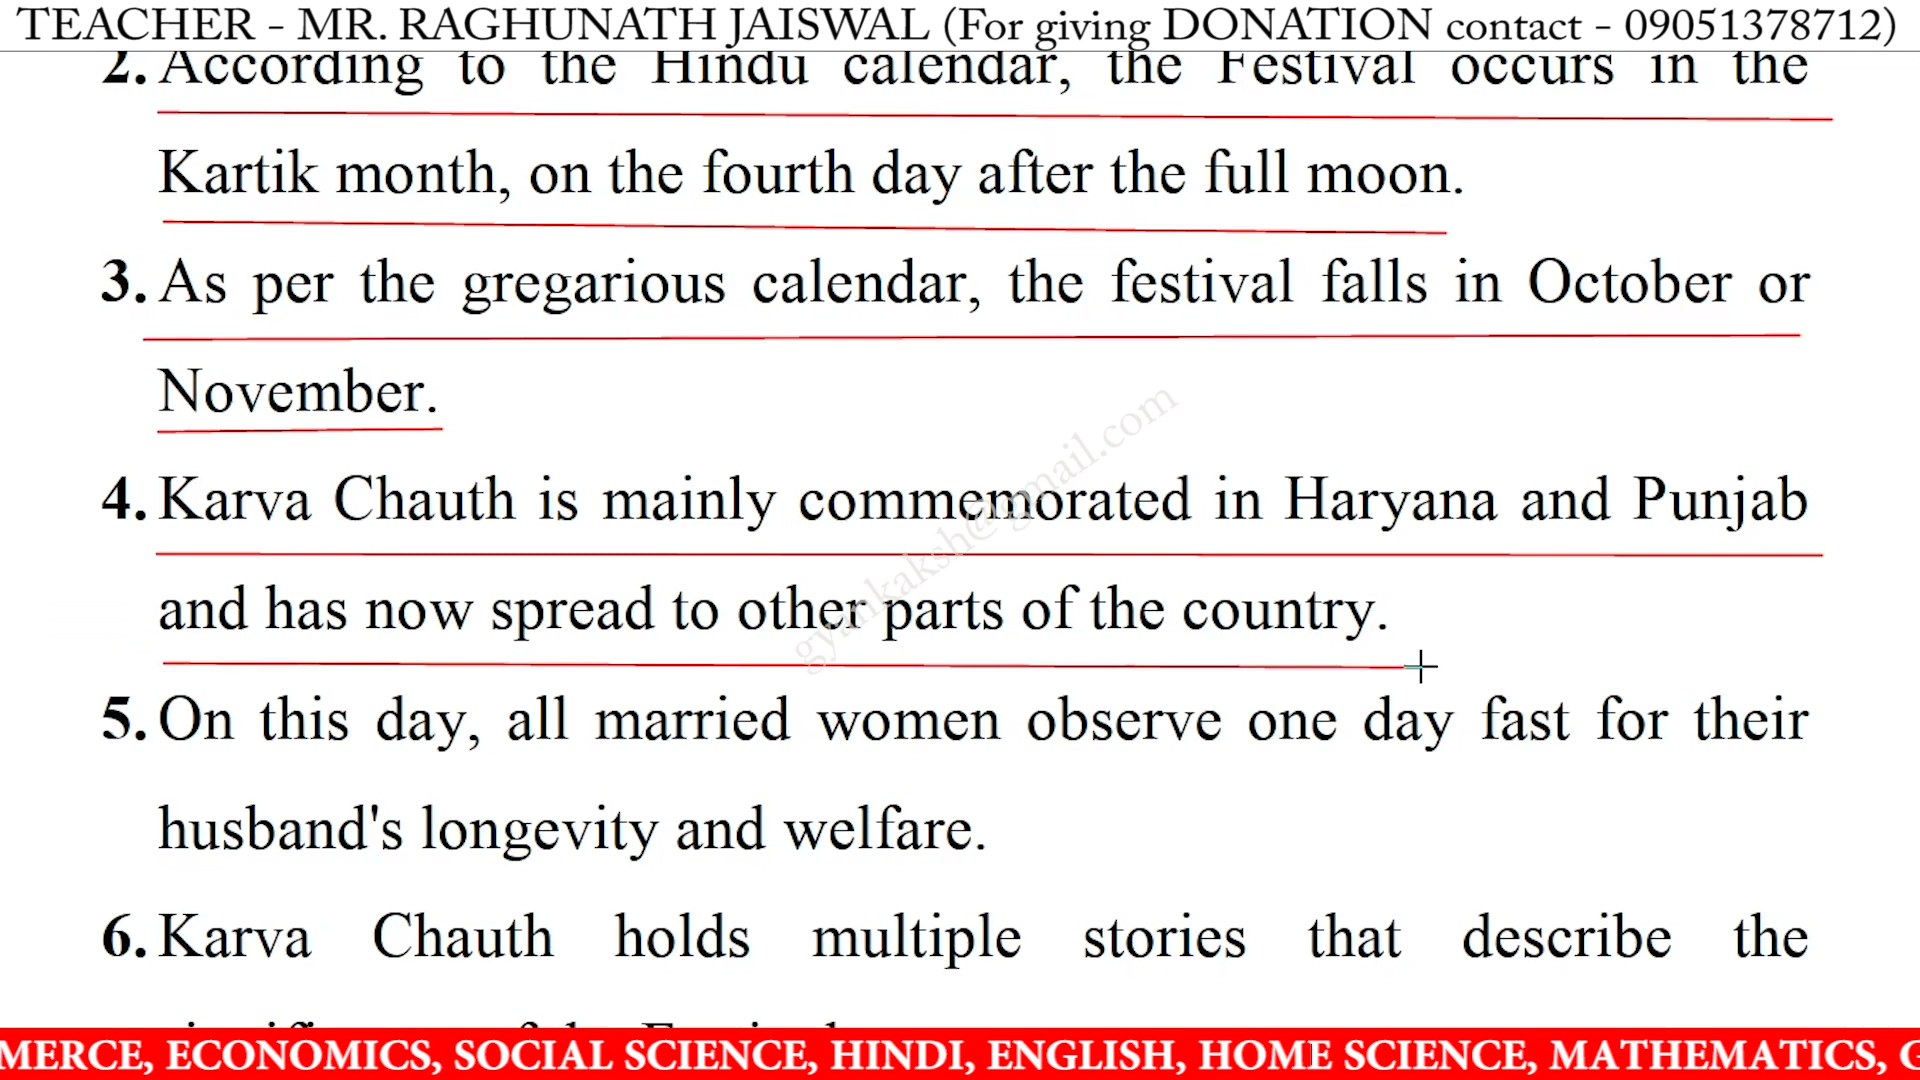 TEACHER - MR. RAGHUNATH JAISWAL (For giving DONATION contact - 09051378712)
2. According to the Hindu calendar, the Festival occurs in the
Kartik month, on the fourth day after the full moon.
3. As per the gregarious calendar, the festival falls in October or
November.
4. Karva Chauth is mainly commemorated in Haryana and Punjab
and has now spread to other parts of the country.
gyankaksh@gmail.com
5. On this day, all married women observe one day fast for their
husband's longevity and welfare.
6. Karva Chauth holds multiple stories that describe the
MERCE, ECONOMICS, SOCIAL SCIENCE, HINDI, ENGLISH, HOME SCIENCE, MATHEMATICS, G